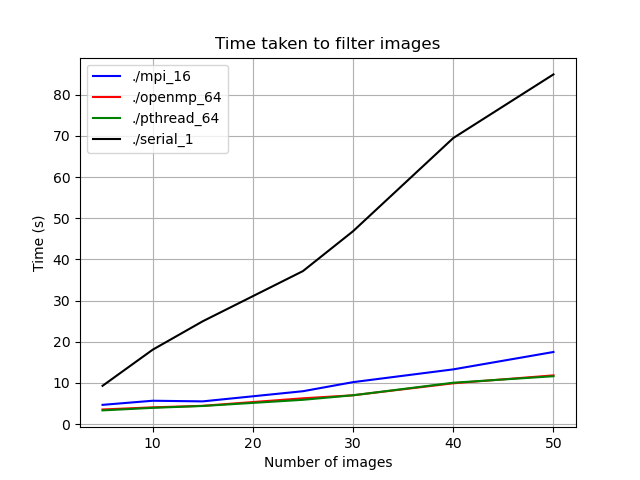 Time taken to filter images
./mpi_16
./openmp_64
./pthread_64
./serial_1
Time (s)
80
70
60
50
40
30
20
10
0
10 20 30 40 50
Number of images